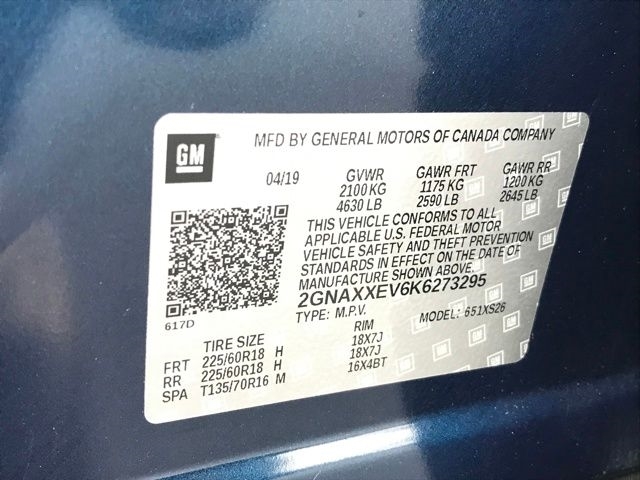 GM
MFD BY GENERAL MOTORS OF CANADA COMPANY
04/19 GVWR GAWR FRT GAWR RR
2100 KG 1175 KG 1200 KG
4630 LB 2590 LB 2645 LB
THIS VEHICLE CONFORMS TO ALL
APPLICABLE U.S. FEDERAL MOTOR
VEHICLE SAFETY AND THEFT PREVENTION
STANDARDS IN EFFECT ON THE DATE OF
MANUFACTURE SHOWN ABOVE.
2GNAXXEV6K6273295
617D
TYPE: M.P.V. MODEL: 651XS26
TIRE SIZE RIM
FRT 225/60R18 H 18X7J
RR 225/60R18 H 18X7J
SPA T135/70R16 M 16X4BT